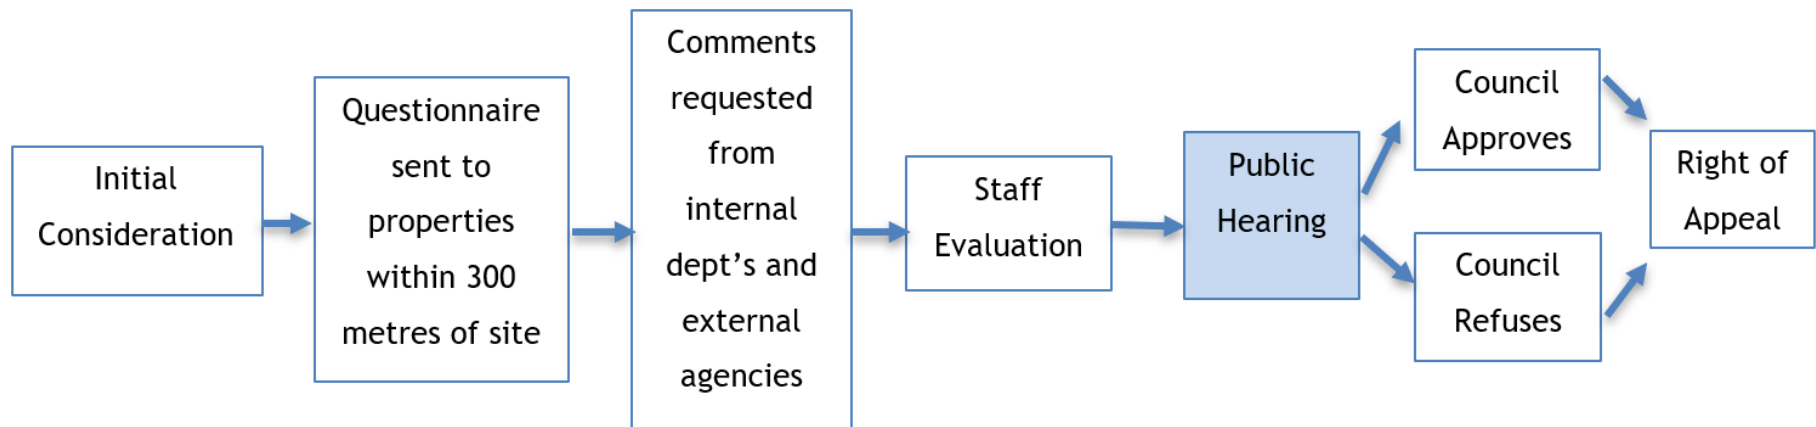 Initial
Consideration
Questionnaire
sent to
properties
within 300
metres of site
Comments
requested
from
internal
dept’s and
external
agencies
Staff
Evaluation
Public
Hearing
Council
Approves
Council
Refuses
Right of
Appeal